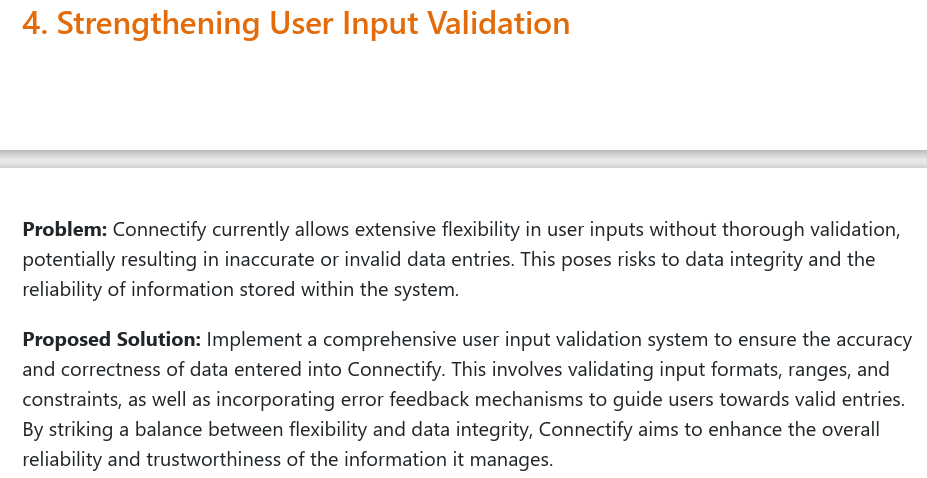 4. Strengthening User Input Validation
Problem: Connectify currently allows extensive flexibility in user inputs without thorough validation,
potentially resulting in inaccurate or invalid data entries. This poses risks to data integrity and the
reliability of information stored within the system.
Proposed Solution: Implement a comprehensive user input validation system to ensure the accuracy
and correctness of data entered into Connectify. This involves validating input formats, ranges, and
constraints, as well as incorporating error feedback mechanisms to guide users towards valid entries.
By striking a balance between flexibility and data integrity, Connectify aims to enhance the overall
reliability and trustworthiness of the information it manages.